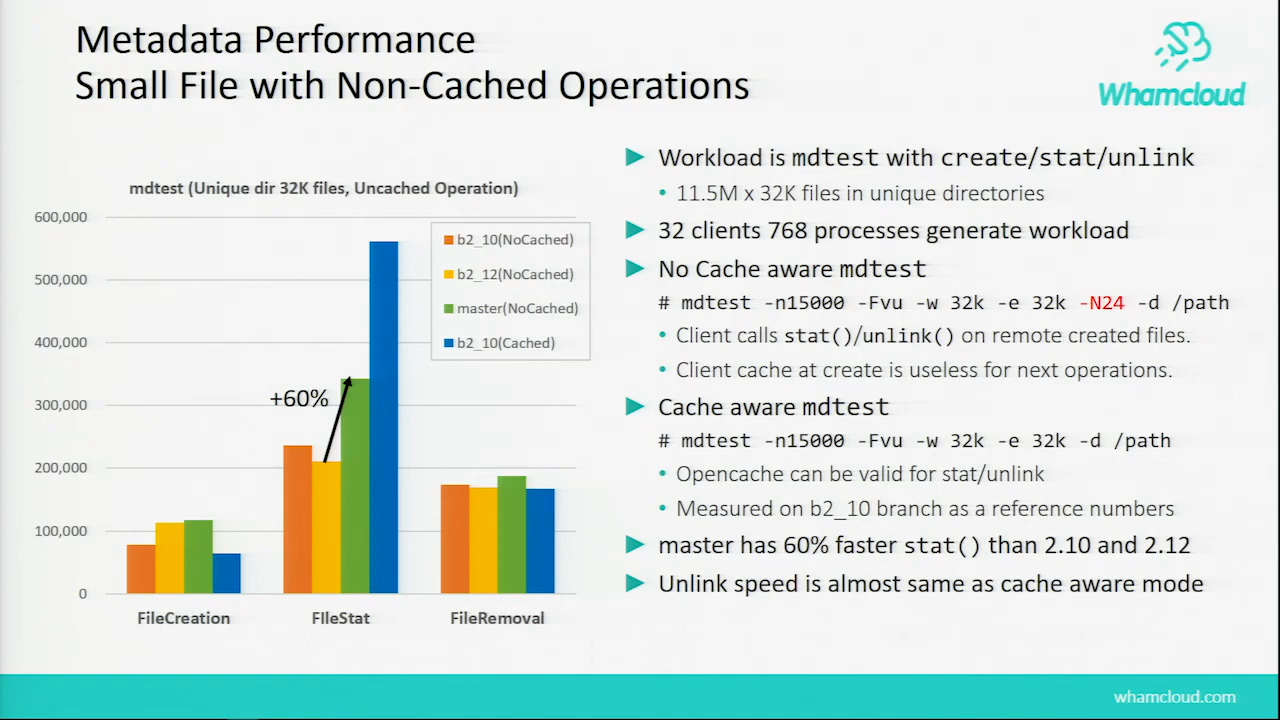 Metadata Performance
Small File with Non-Cached Operations
Whamcloud
mdtest (Unique dir 32K files, Uncached Operation)
600,000
500,000
400,000
300,000
200,000
100,000
0
b2_10(NoCached)
b2_12(NoCached)
master(NoCached)
b2_10(Cached)
+60%
FileCreation
FIleStat
FileRemoval
Workload is mdtest with create/stat/unlink
• 11.5M x 32K files in unique directories
32 clients 768 processes generate workload
No Cache aware mdtest
# mdtest -n15000 -Fvu -w 32k -e 32k -N24 -d /path
• Client calls stat()/unlink() on remote created files.
• Client cache at create is useless for next operations.
Cache aware mdtest
# mdtest -n15000 -Fvu -w 32k -e 32k -d /path
• Opencache can be valid for stat/unlink
• Measured on b2_10 branch as a reference numbers
master has 60% faster stat() than 2.10 and 2.12
Unlink speed is almost same as cache aware mode
whamcloud.com